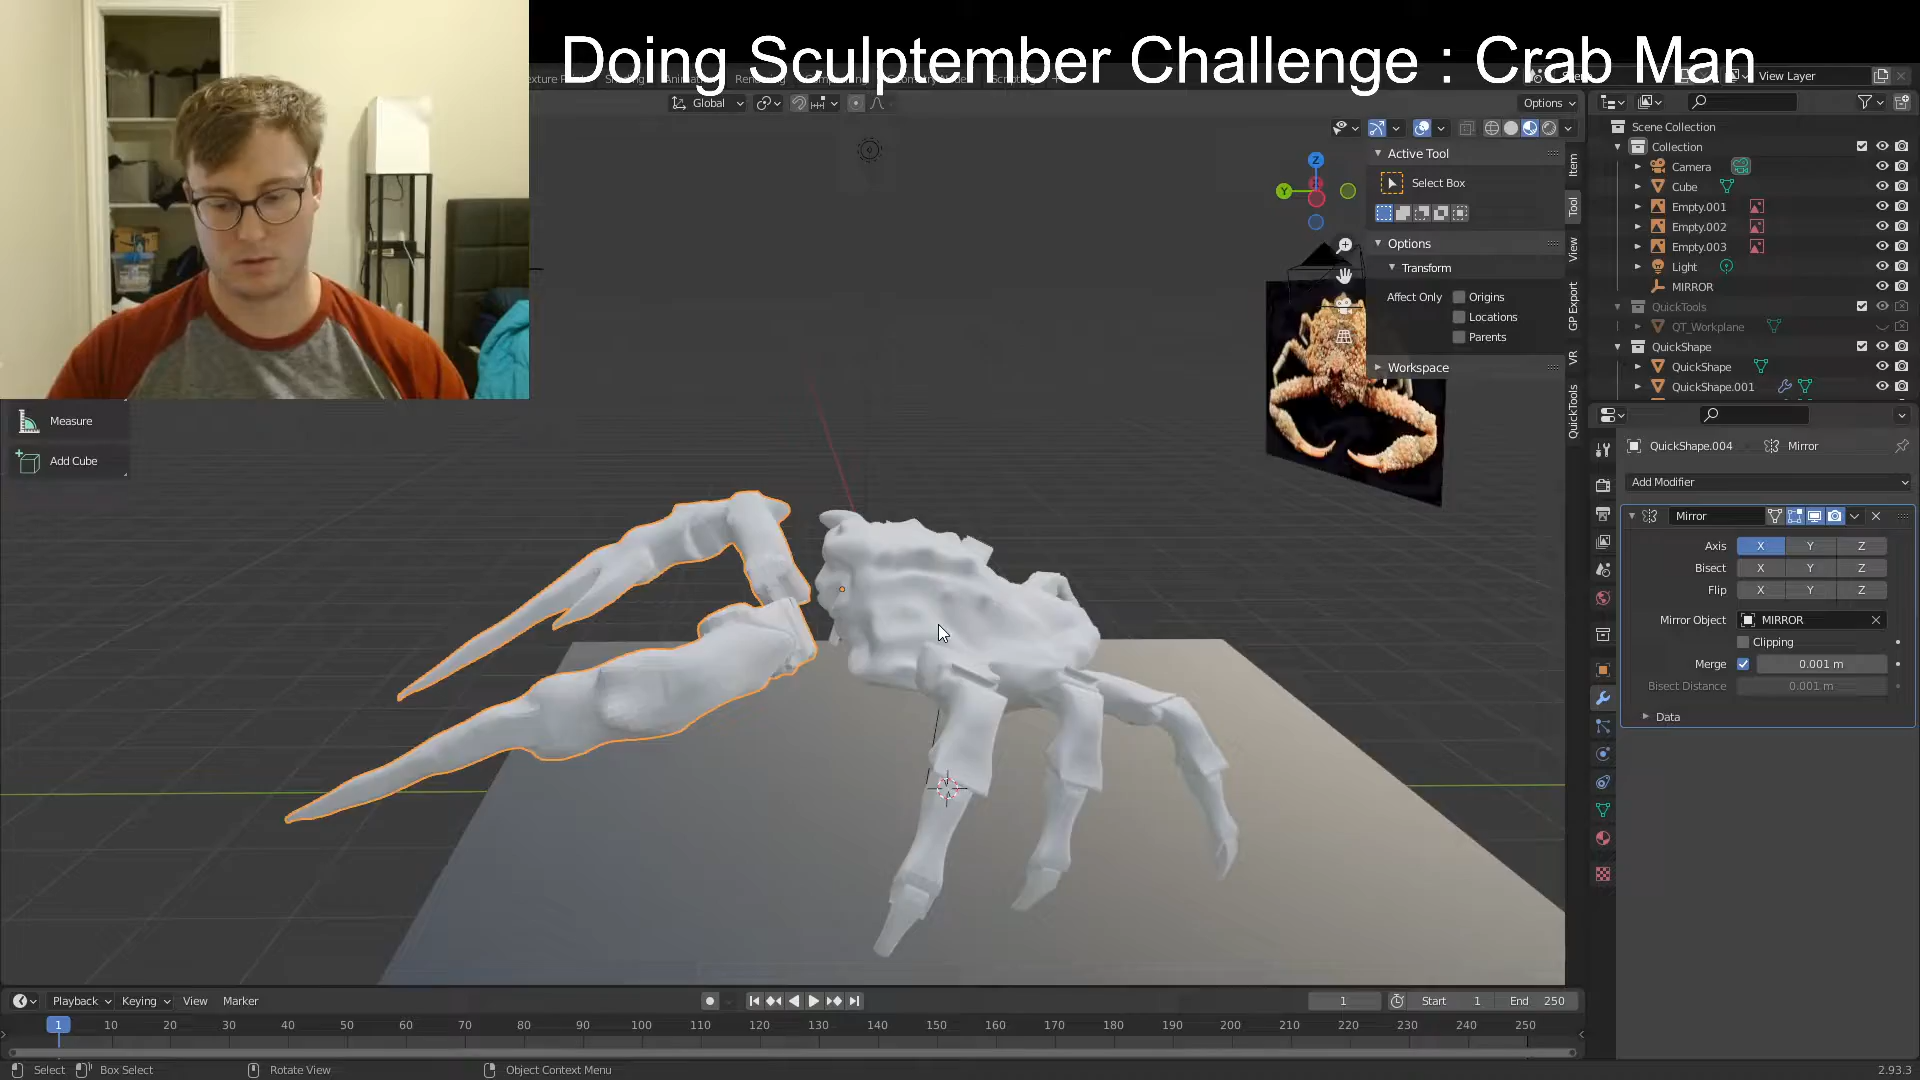 Doing Sculptember Challenge : Crab Man
View Layer
Global
Options
Scene Collection
Collection
Camera
Cube
Empty.001
Empty.002
Empty.003
Light
MIRROR
QuickTools
QT_Workplane
QuickShape
QuickShape
QuickShape.001
Active Tool
Select Box
Options
Transform
Affect Only
Origins
Locations
Parents
Workspace
Item
Tool
View
GP Export
VR
QuickTools
Measure
Add Cube
QuickShape.004
Mirror
Add Modifier
Mirror
Axis X Y Z
Bisect X Y Z
Flip X Y Z
Mirror Object MIRROR
Clipping
Merge 0.001 m
Bisect Distance 0.001 m
Data
Playback Keying View Marker
1 Start 1 End 250
1 10 20 30 40 50 60 70 80 90 100 110 120 130 140 150 160 170 180 190 200 210 220 230 240 250
Select Box Select Rotate View Object Context Menu 2.93.3